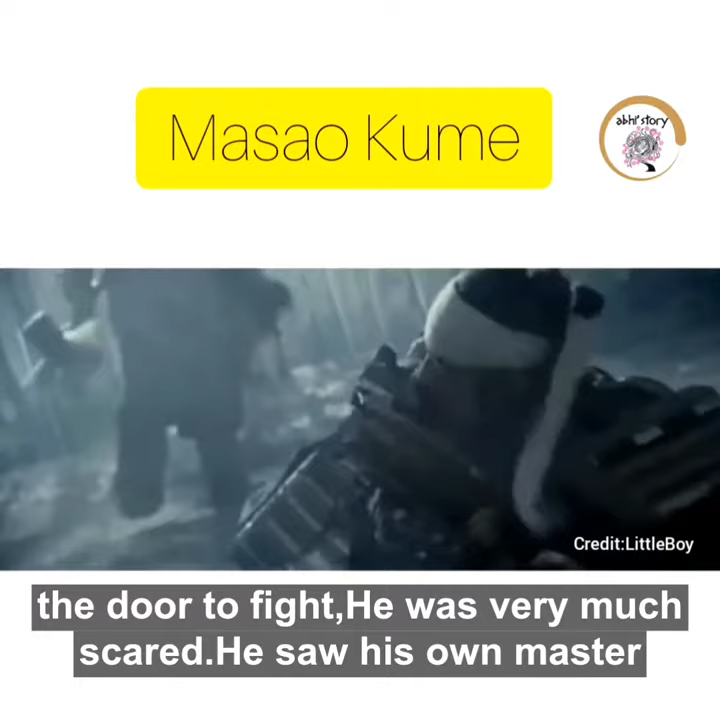 Masao Kume
abhi'story
Credit:LittleBoy
the door to fight,He was very much
scared.He saw his own master